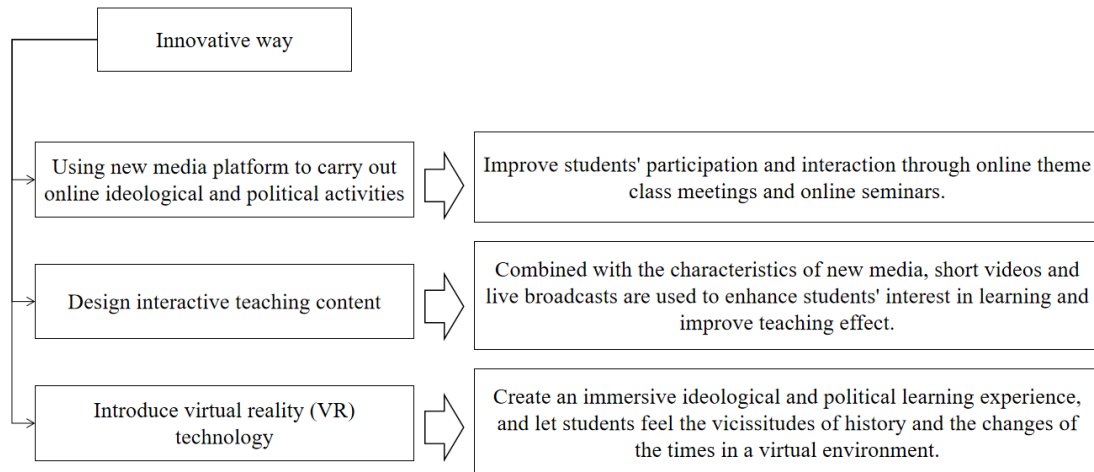 Innovative way
Using new media platform to carry out
online ideological and political activities
Improve students' participation and interaction through online theme
class meetings and online seminars.
Design interactive teaching content
Combined with the characteristics of new media, short videos and
live broadcasts are used to enhance students' interest in learning and
improve teaching effect.
Introduce virtual reality (VR)
technology
Create an immersive ideological and political learning experience,
and let students feel the vicissitudes of history and the changes of
the times in a virtual environment.